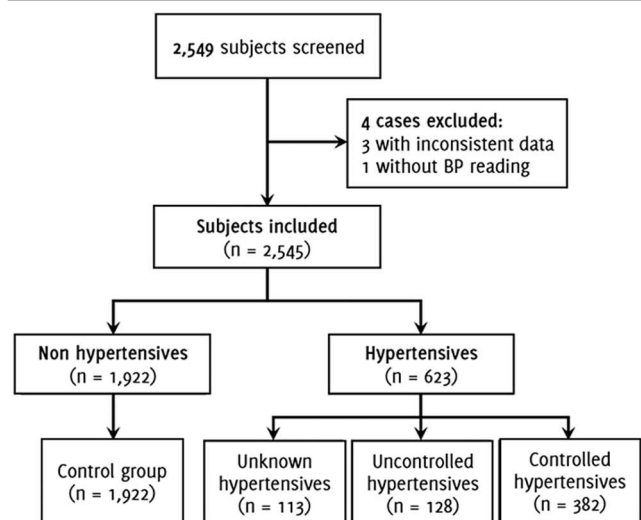 2,549 subjects screened
4 cases excluded:
3 with inconsistent data
1 without BP reading
Subjects included
(n = 2,545)
Non hypertensives
(n = 1,922)
Hypertensives
(n = 623)
Control group
(n = 1,922)
Unknown
hypertensives
(n = 113)
Uncontrolled
hypertensives
(n = 128)
Controlled
hypertensives
(n = 382)